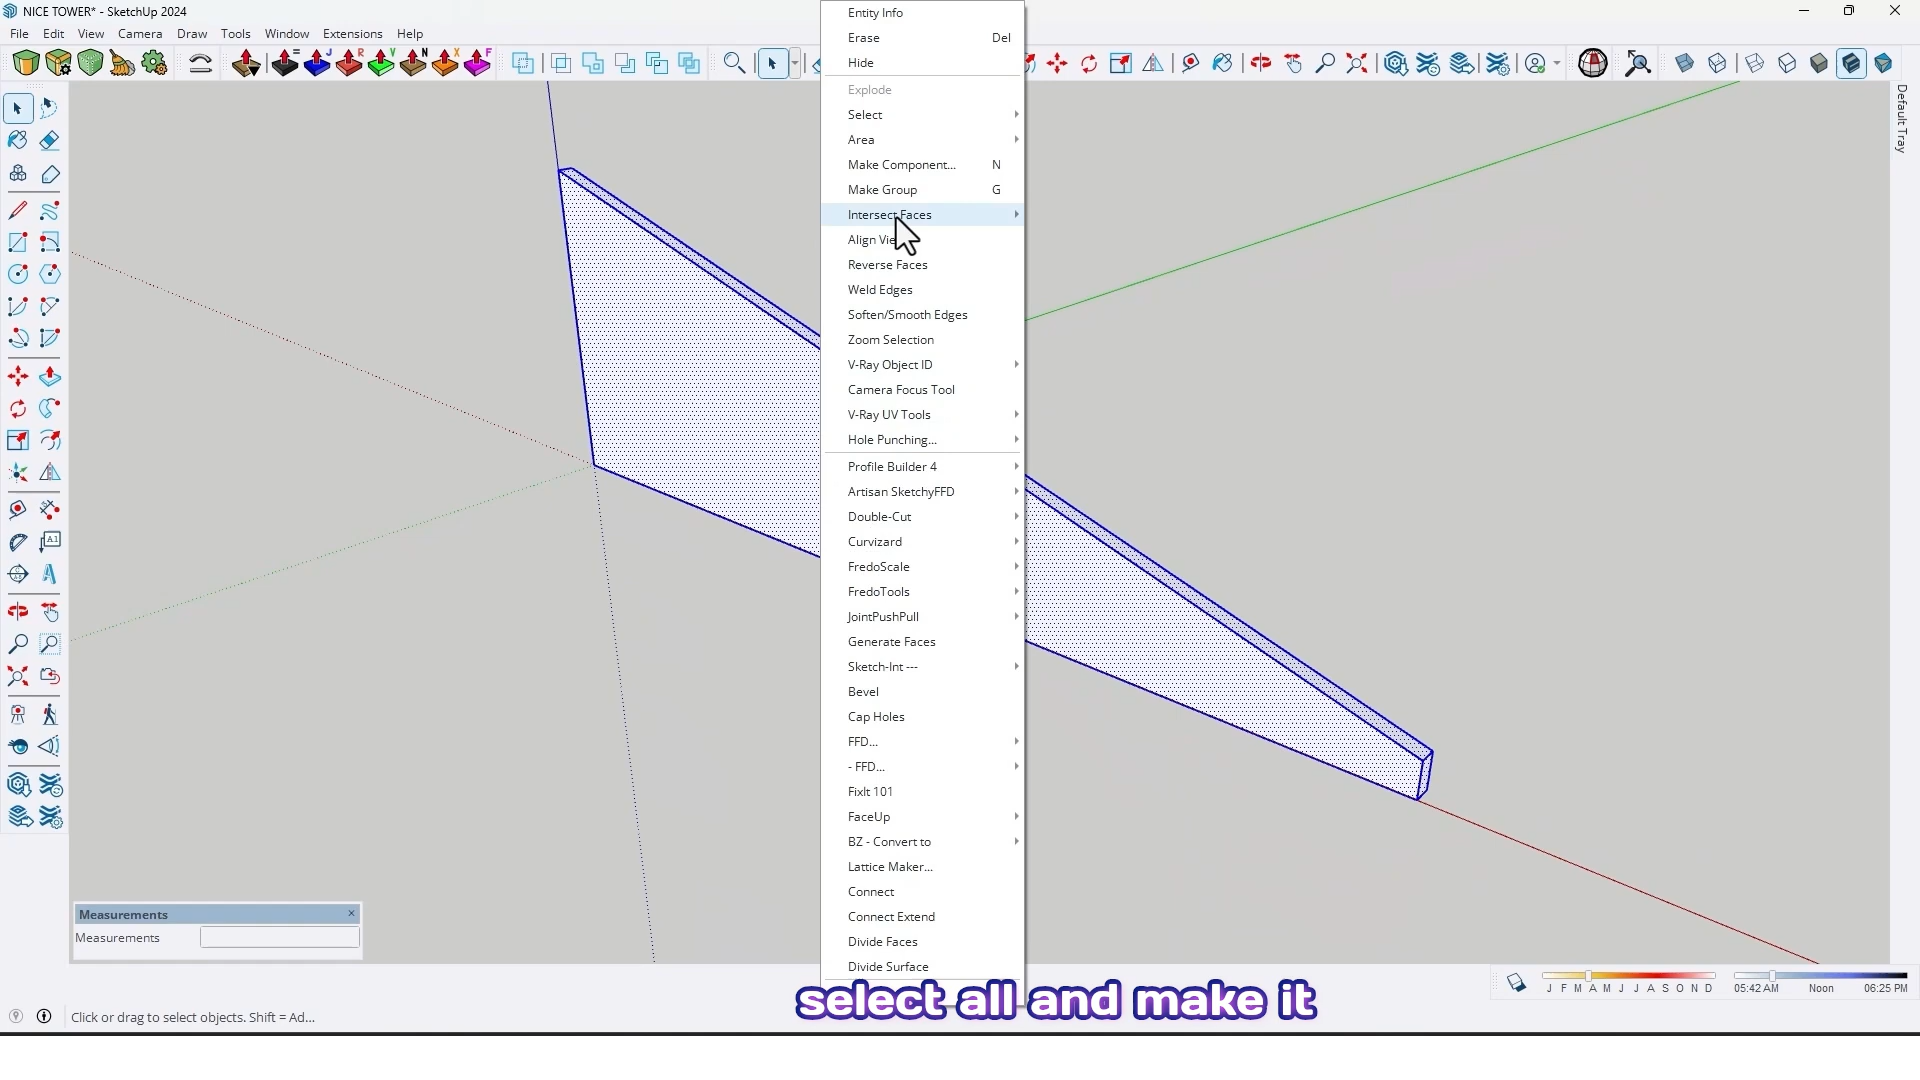 NICE TOWER* - SketchUp 2024
File Edit View Camera Draw Tools Window Extensions Help
= J R V N X F
Entity Info
Erase Del
Hide
Explode
Select
Area
Make Component... N
Make Group G
Intersect Faces
Align Vie
Reverse Faces
Weld Edges
Soften/Smooth Edges
Zoom Selection
V-Ray Object ID
Camera Focus Tool
V-Ray UV Tools
Hole Punching...
Profile Builder 4
Artisan SketchyFFD
Double-Cut
Curvizard
FredoScale
FredoTools
JointPushPull
Generate Faces
Sketch-Int ---
Bevel
Cap Holes
FFD...
- FFD...
FixIt 101
FaceUp
BZ - Convert to
Lattice Maker...
Connect
Connect Extend
Divide Faces
Divide Surface
Default Tray
Measurements
Measurements
select all and make it
J F M A M J J A S O N D
05:42 AM Noon 06:25 PM
Click or drag to select objects. Shift = Ad...